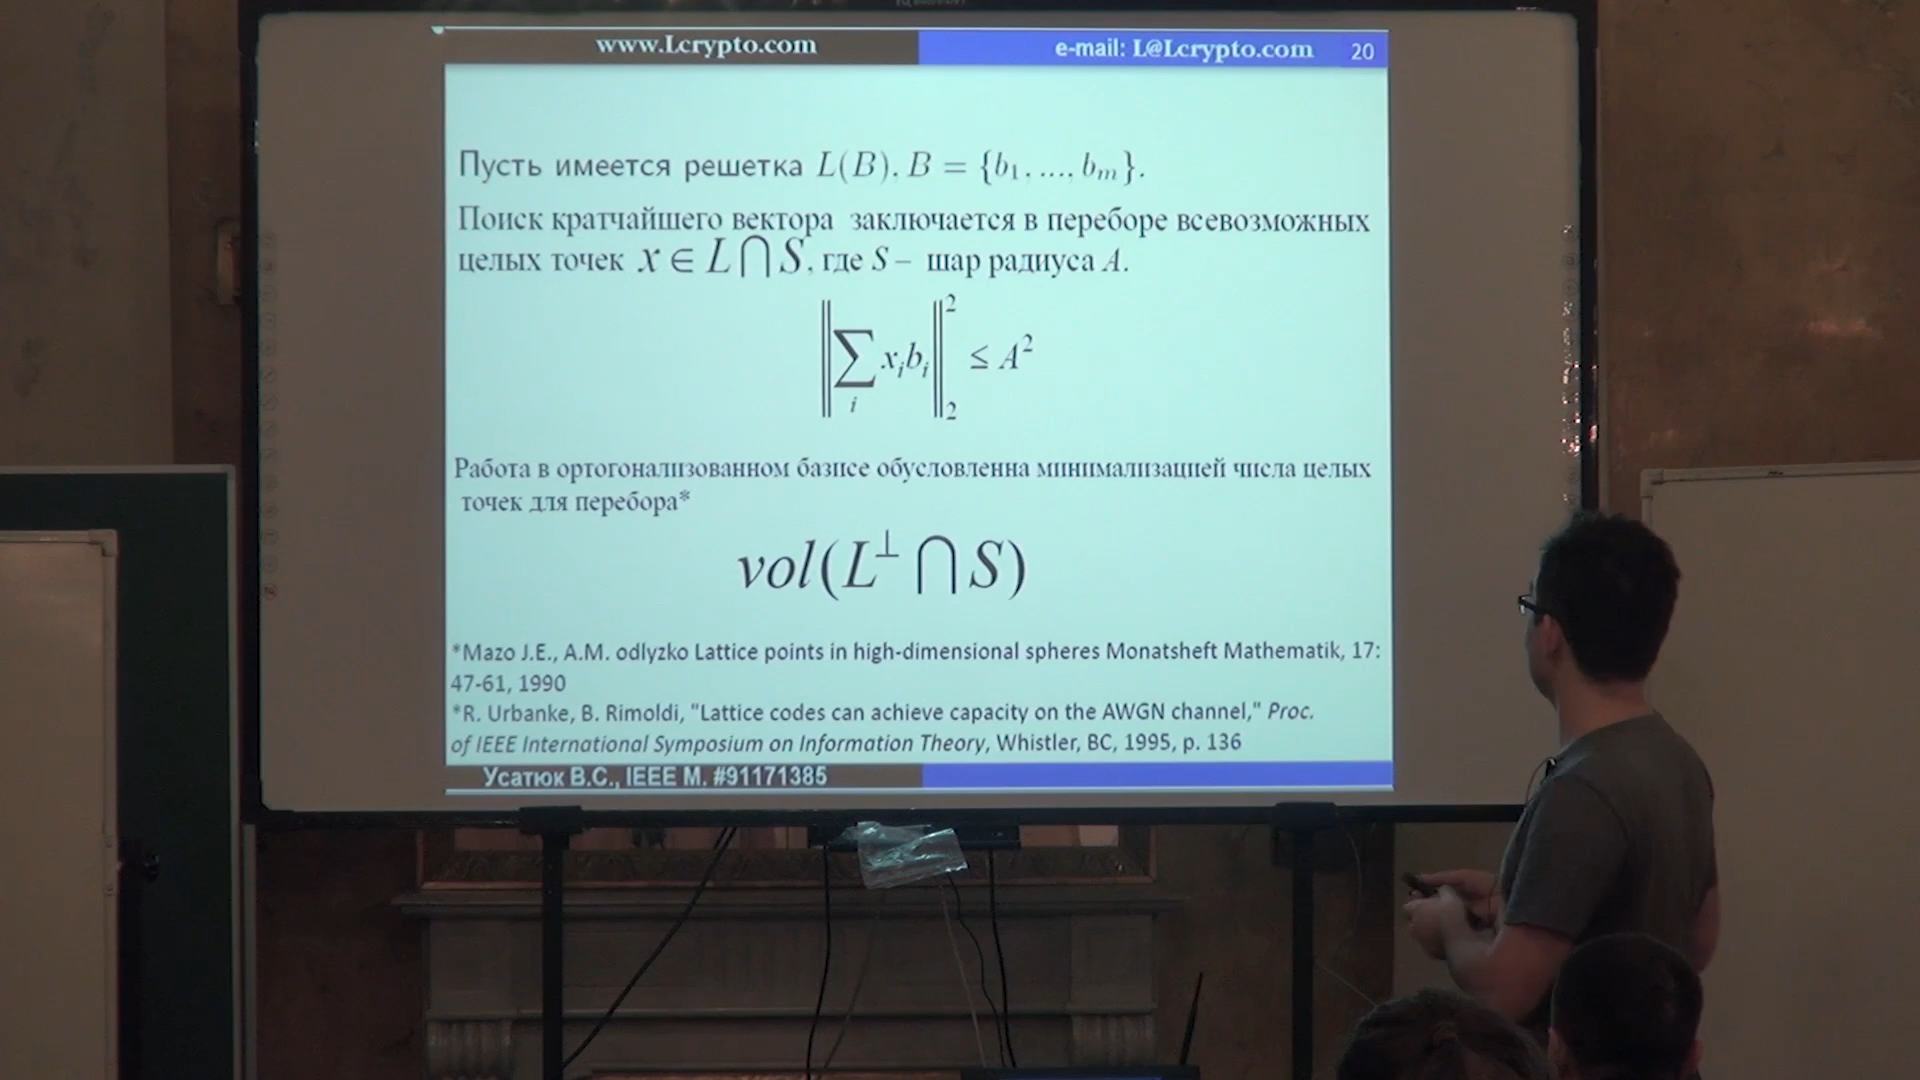 www.Lcrypto.com e-mail: L@Lcrypto.com 20
Пусть имеется решетка L(B), B = {b₁, ..., bₘ}.
Поиск кратчайшего вектора заключается в переборе всевозможных
целых точек x ∈ L ⋂ S, где S – шар радиуса A.
‖∑ᵢ xᵢbᵢ‖₂² ≤ A²
Работа в ортогонализованном базисе обусловленна минимализацией числа целых
точек для перебора*
vol(L^⊥ ⋂ S)
*Mazo J.E., A.M. odlyzko Lattice points in high-dimensional spheres Monatsheft Mathematik, 17:
47-61, 1990
*R. Urbanke, B. Rimoldi, "Lattice codes can achieve capacity on the AWGN channel," Proc.
of IEEE International Symposium on Information Theory, Whistler, BC, 1995, p. 136
Усатюк В.С., IEEE M. #91171385